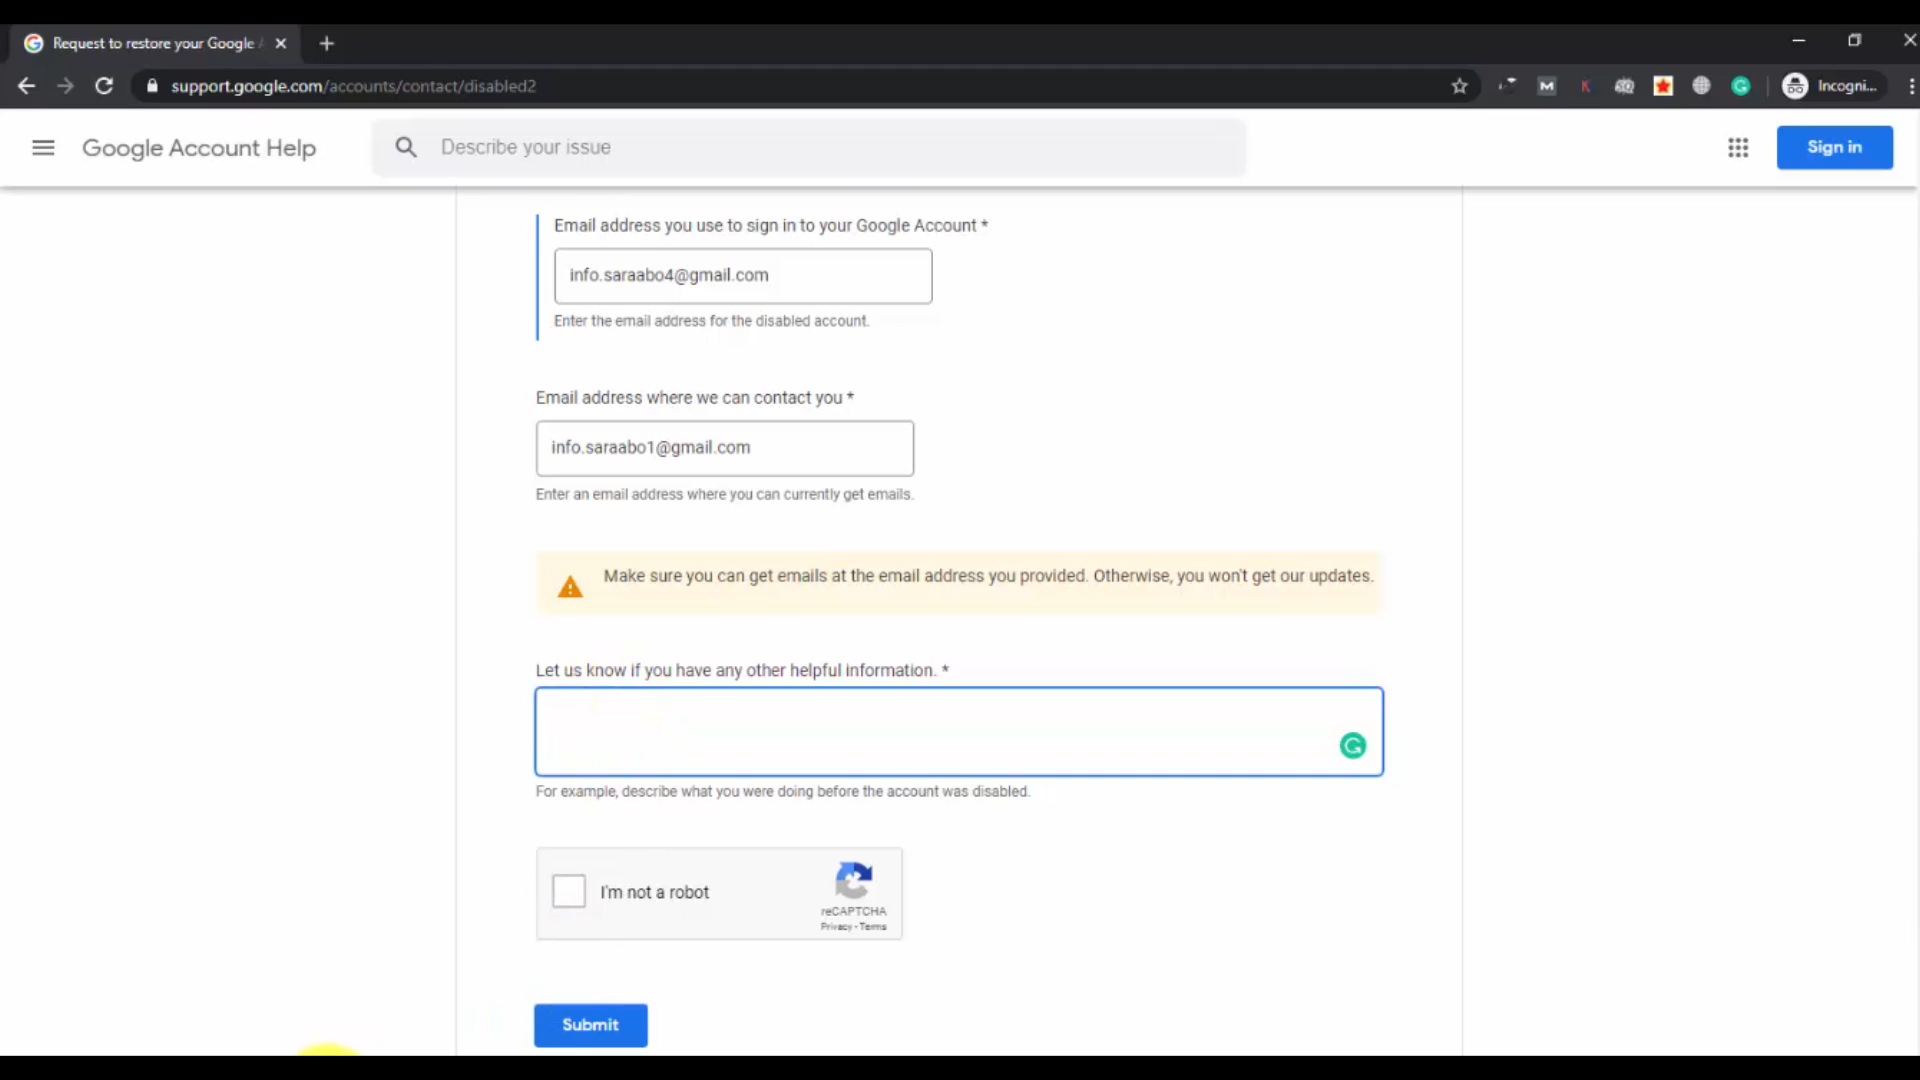 Request to restore your Google A
support.google.com/accounts/contact/disabled2
Incogni...
Google Account Help
Describe your issue
Sign in
Email address you use to sign in to your Google Account *
info.saraabo4@gmail.com
Enter the email address for the disabled account.
Email address where we can contact you *
info.saraabo1@gmail.com
Enter an email address where you can currently get emails.
Make sure you can get emails at the email address you provided. Otherwise, you won't get our updates.
Let us know if you have any other helpful information. *
For example, describe what you were doing before the account was disabled.
I'm not a robot
reCAPTCHA
Privacy - Terms
Submit